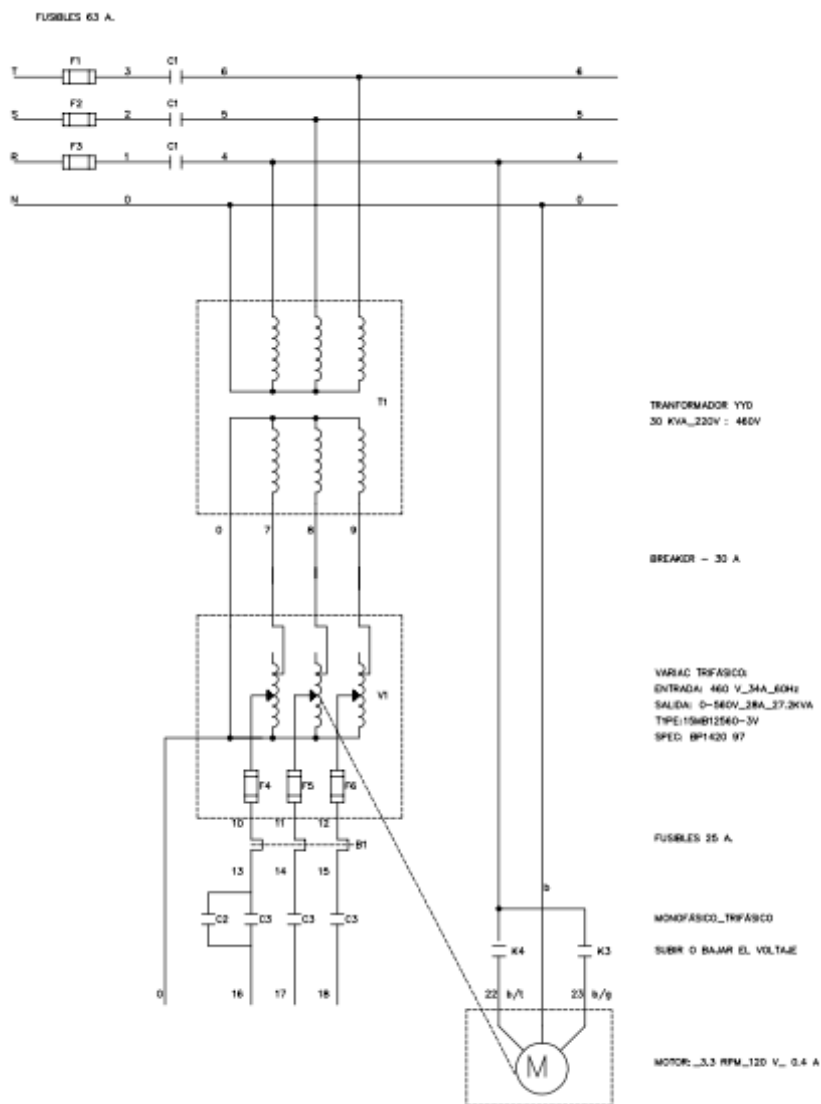 FUSIBLES 63 A.
F1
C1
T
3
6
6
F2
C1
S
2
5
5
F3
C1
R
1
4
4
N
0
0
T1
TRANFORMADOR YYO
30 KVA_220V : 460V
0
7
8
9
BREAKER - 30 A
V1
VARIAC TRIFÁSICO:
ENTRADA: 460 V_34A_60Hz
SALIDA: 0-560V_28A_27.2KVA
TYPE:15MB12560-3V
SPEC: BP1420 97
F4
F5
F6
10
11
12
FUSIBLES 25 A.
B1
13
14
15
b
C2
C3
C3
C3
MONOFÁSICO_TRIFÁSICO
K4
K3
SUBIR O BAJAR EL VOLTAJE
0
16
17
18
22 b/t
23 b/g
M
MOTOR:_3.3 RPM_120 V_ 0.4 A